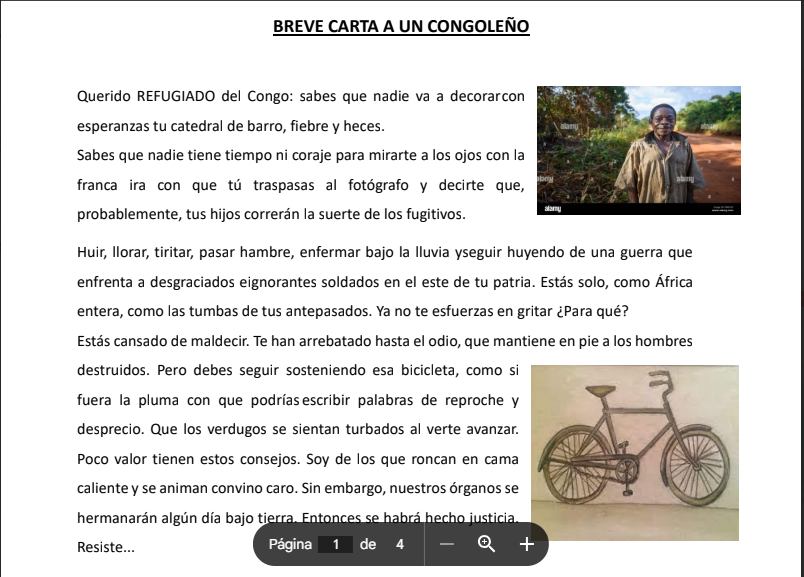 BREVE CARTA A UN CONGOLEÑO
Querido REFUGIADO del Congo: sabes que nadie va a decorarcon
esperanzas tu catedral de barro, fiebre y heces.
Sabes que nadie tiene tiempo ni coraje para mirarte a los ojos con la
franca ira con que tú traspasas al fotógrafo y decirte que,
probablemente, tus hijos correrán la suerte de los fugitivos.
alamy
alamy
alamy
alamy
alamy
Huir, llorar, tiritar, pasar hambre, enfermar bajo la lluvia yseguir huyendo de una guerra que
enfrenta a desgraciados eignorantes soldados en el este de tu patria. Estás solo, como África
entera, como las tumbas de tus antepasados. Ya no te esfuerzas en gritar ¿Para qué?
Estás cansado de maldecir. Te han arrebatado hasta el odio, que mantiene en pie a los hombres
destruidos. Pero debes seguir sosteniendo esa bicicleta, como si
fuera la pluma con que podrías escribir palabras de reproche y
desprecio. Que los verdugos se sientan turbados al verte avanzar.
Poco valor tienen estos consejos. Soy de los que roncan en cama
caliente y se animan convino caro. Sin embargo, nuestros órganos se
hermanarán algún día bajo tierra. Entonces se habrá hecho justicia.
Resiste...
Página 1 de 4